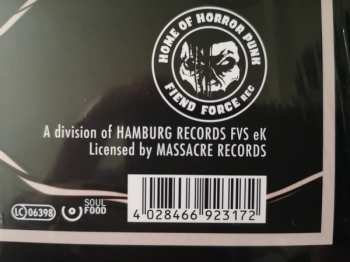 HOME OF HORROR PUNK
FIEND FORCE REC
A division of HAMBURG RECORDS FVS eK
Licensed by MASSACRE RECORDS
LC 06398
SOUL
FOOD
4 028466 923172